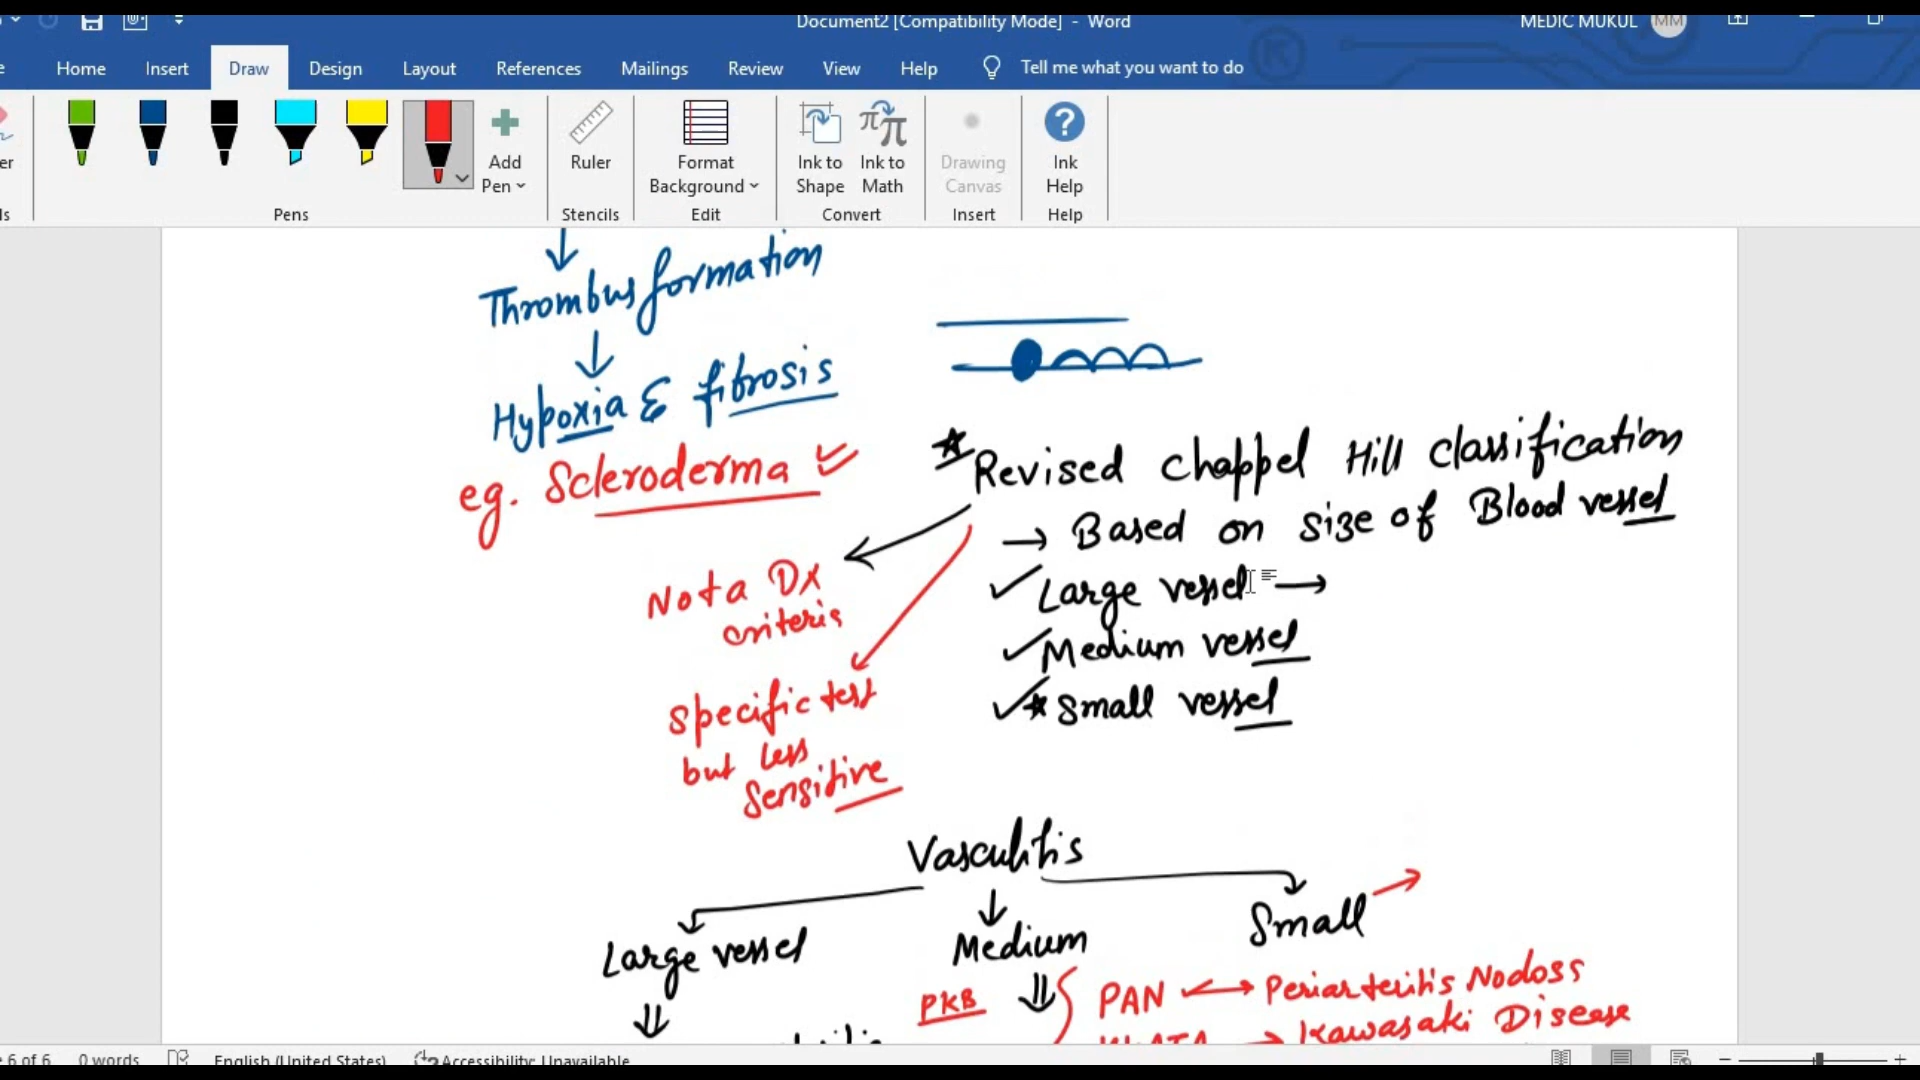 Document2 [Compatibility Mode] - Word
MEDIC MUKUL
MM
Home Insert Draw Design Layout References Mailings Review View Help Tell me what you want to do
Add Pen
Ruler
Format Background
Ink to Shape
Ink to Math
Drawing Canvas
Ink Help
Pens
Stencils
Edit
Convert
Insert
Help
Thrombus formation
Hypoxia & fibrosis
eg. Scleroderma
Revised Chappel Hill classification
→ Based on size of Blood vessel
Large vessel →
Medium vessel
Small vessel
Not a DX
criteris
Specific test
but less
Sensitive
Vasculitis
Large vessel
Medium
Small
PKB
PAN ↔ Periarteritis Nodoss
→ Kawasaki Disease
6 of 6 0 words English (United States) Accessibility: Unavailable